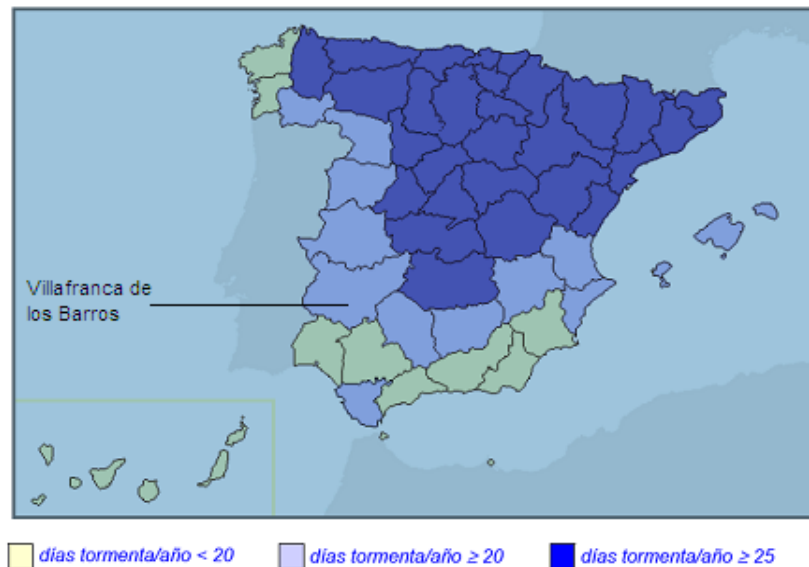 Villafranca de
los Barros
días tormenta/año < 20
días tormenta/año ≥ 20
días tormenta/año ≥ 25